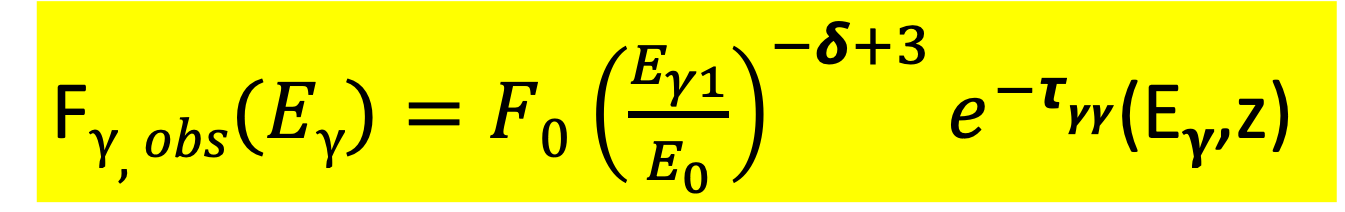 F_{γ, obs}(E_γ) = F_0 (E_{γ1}/E_0)^{−δ+3} e^{−τ_{γγ}(E_γ,z)}